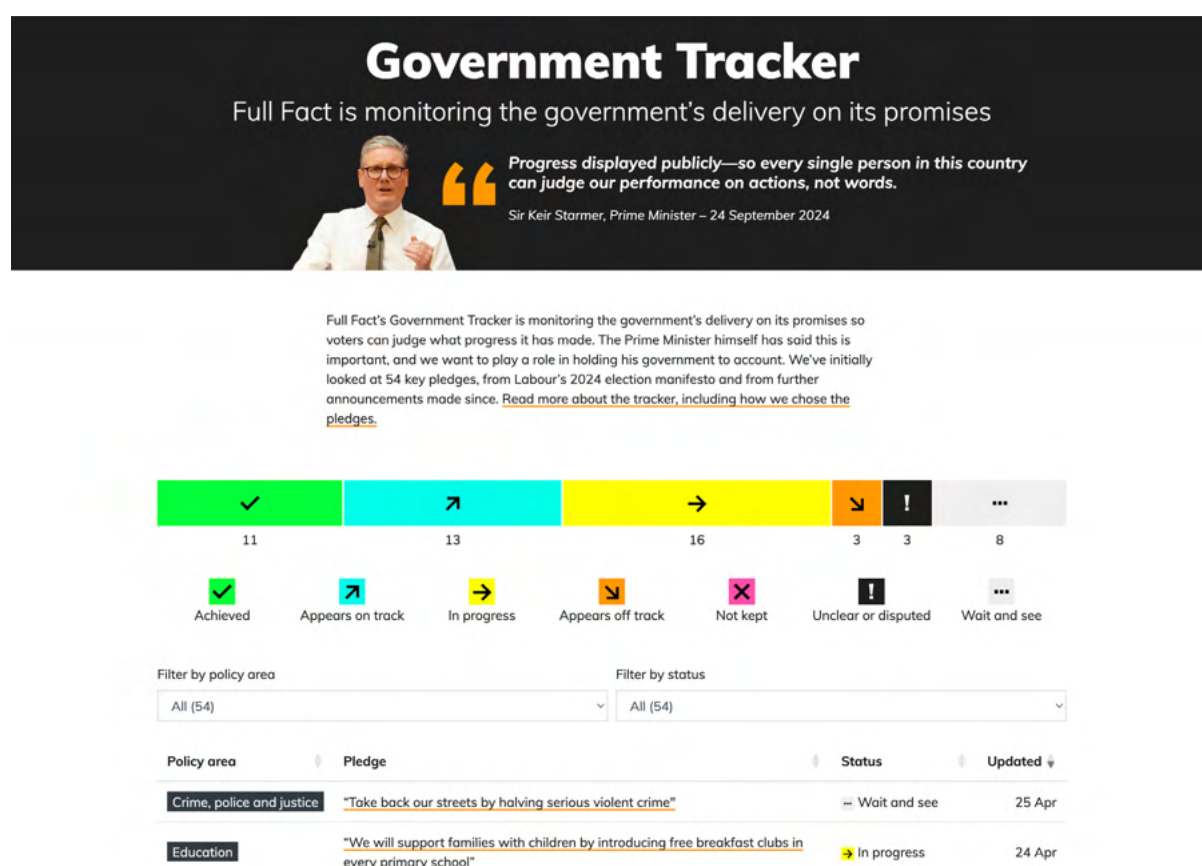 Government Tracker
Full Fact is monitoring the government's delivery on its promises
Progress displayed publicly—so every single person in this country
can judge our performance on actions, not words.
Sir Keir Starmer, Prime Minister – 24 September 2024
Full Fact's Government Tracker is monitoring the government's delivery on its promises so
voters can judge what progress it has made. The Prime Minister himself has said this is
important, and we want to play a role in holding his government to account. We've initially
looked at 54 key pledges, from Labour's 2024 election manifesto and from further
announcements made since. Read more about the tracker, including how we chose the
pledges.
11 13 16 3 3 8
Achieved Appears on track In progress Appears off track Not kept Unclear or disputed Wait and see
Filter by policy area Filter by status
All (54) All (54)
Policy area Pledge Status Updated
Crime, police and justice "Take back our streets by halving serious violent crime" Wait and see 25 Apr
"We will support families with children by introducing free breakfast clubs in
Education In progress 24 Apr
every primary school"